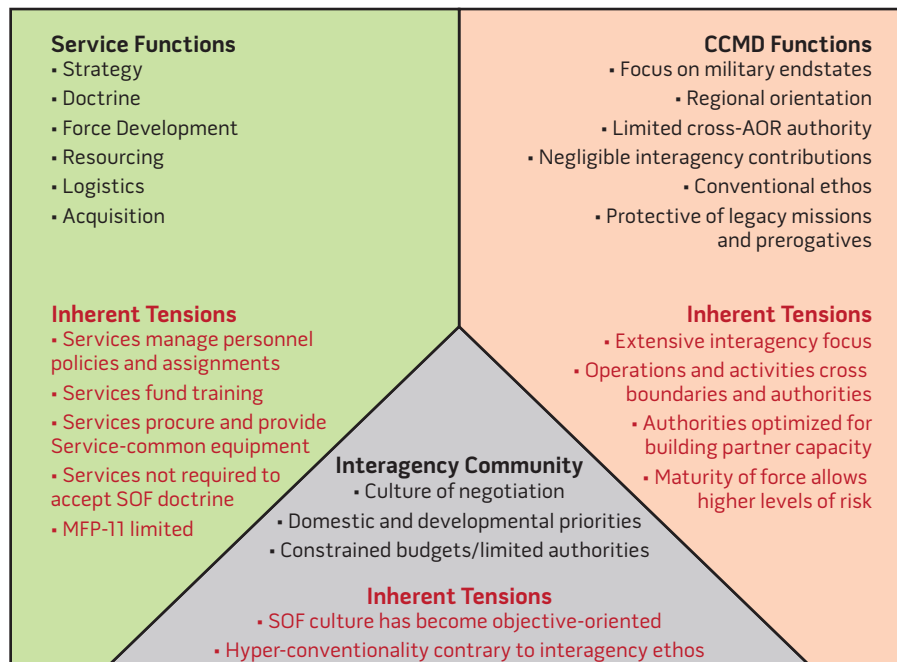 Service Functions
▪ Strategy
▪ Doctrine
▪ Force Development
▪ Resourcing
▪ Logistics
▪ Acquisition
Inherent Tensions
▪ Services manage personnel
policies and assignments
▪ Services fund training
▪ Services procure and provide
Service-common equipment
▪ Services not required to
accept SOF doctrine
▪ MFP-11 limited
CCMD Functions
▪ Focus on military endstates
▪ Regional orientation
▪ Limited cross-AOR authority
▪ Negligible interagency contributions
▪ Conventional ethos
▪ Protective of legacy missions
and prerogatives
Inherent Tensions
▪ Extensive interagency focus
▪ Operations and activities cross
boundaries and authorities
▪ Authorities optimized for
building partner capacity
▪ Maturity of force allows
higher levels of risk
Interagency Community
▪ Culture of negotiation
▪ Domestic and developmental priorities
▪ Constrained budgets/limited authorities
Inherent Tensions
▪ SOF culture has become objective-oriented
▪ Hyper-conventionality contrary to interagency ethos